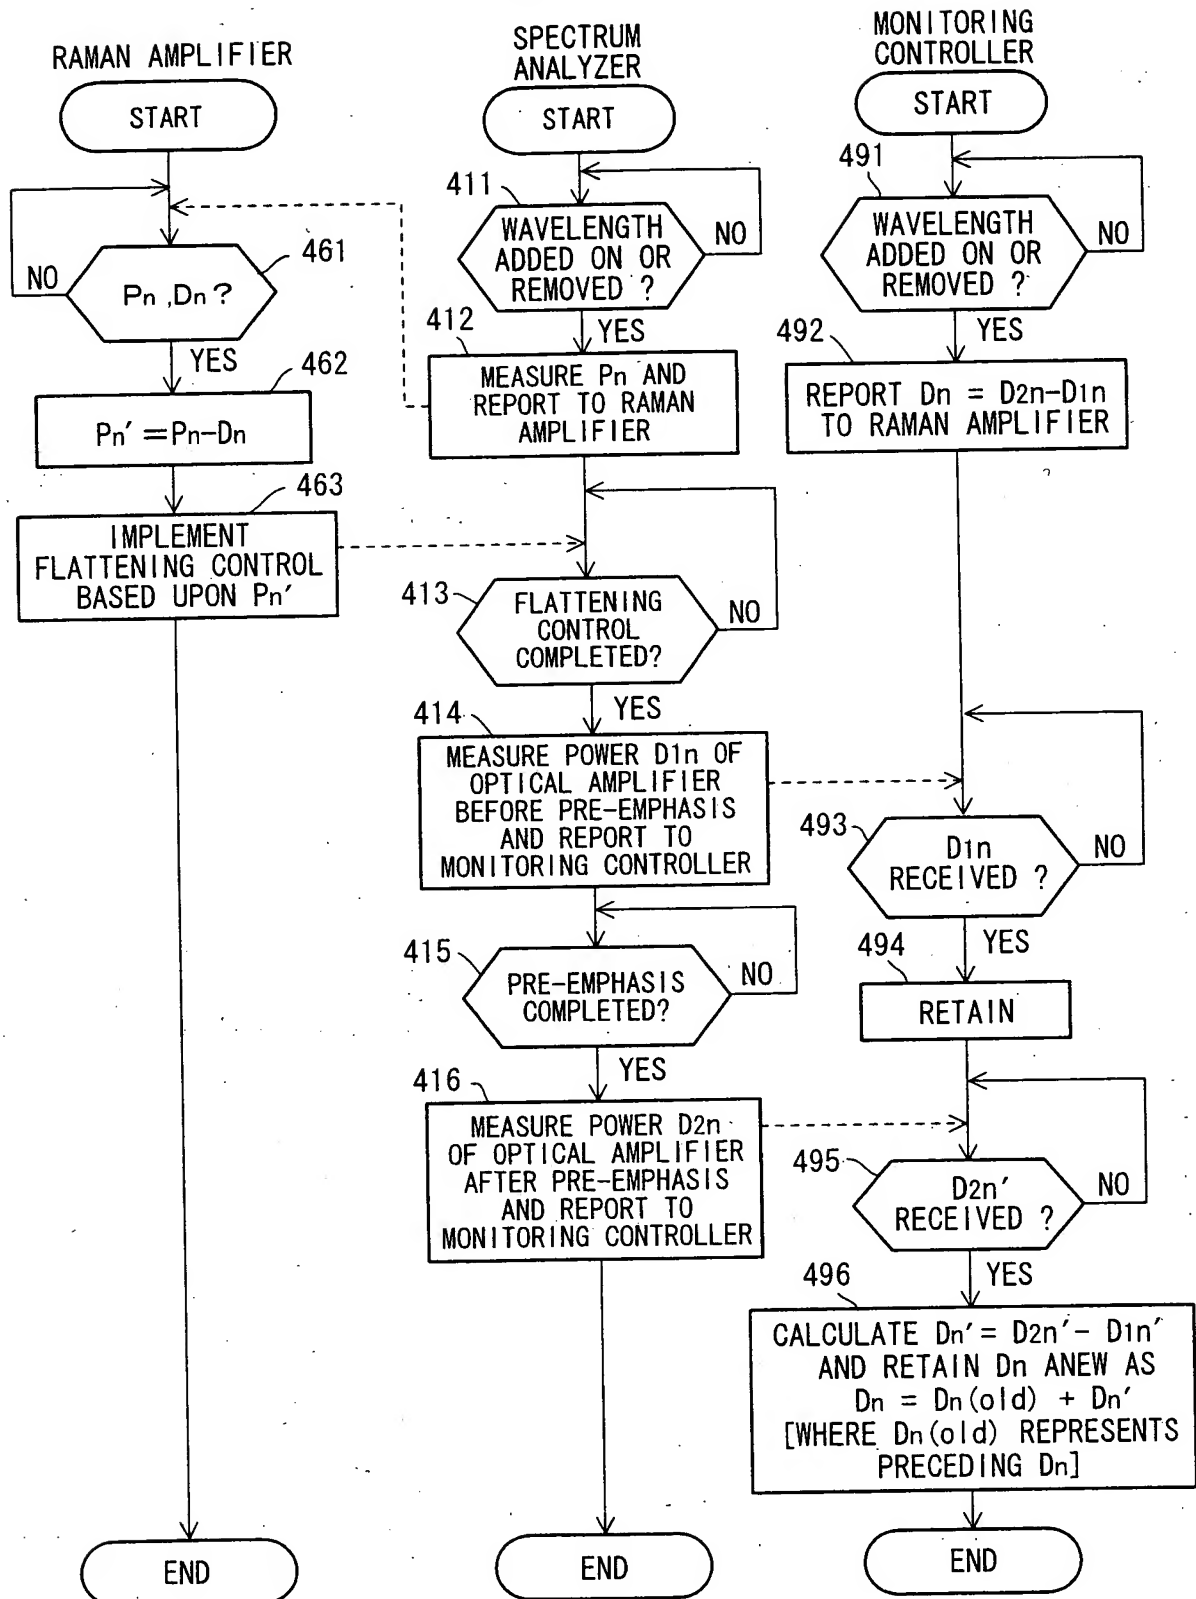 RAMAN AMPLIFIER
START
461
NO
Pn ,Dn ?
YES
462
Pn' =Pn-Dn
463
IMPLEMENT
FLATTENING CONTROL
BASED UPON Pn'
END
SPECTRUM
ANALYZER
START
411
WAVELENGTH
ADDED ON OR
REMOVED ?
NO
YES
412
MEASURE Pn AND
REPORT TO RAMAN
AMPLIFIER
413
FLATTENING
CONTROL
COMPLETED?
NO
YES
414
MEASURE POWER D1n OF
OPTICAL AMPLIFIER
BEFORE PRE-EMPHASIS
AND REPORT TO
MONITORING CONTROLLER
415
PRE-EMPHASIS
COMPLETED?
NO
YES
416
MEASURE POWER D2n
OF OPTICAL AMPLIFIER
AFTER PRE-EMPHASIS
AND REPORT TO
MONITORING CONTROLLER
END
MONITORING
CONTROLLER
START
491
WAVELENGTH
ADDED ON OR
REMOVED ?
NO
YES
492
REPORT Dn = D2n-D1n
TO RAMAN AMPLIFIER
493
D1n
RECEIVED ?
NO
YES
494
RETAIN
495
D2n'
RECEIVED ?
NO
YES
496
CALCULATE Dn' = D2n' - D1n'
AND RETAIN Dn ANEW AS
Dn = Dn(old) + Dn'
[WHERE Dn(old) REPRESENTS
PRECEDING Dn]
END